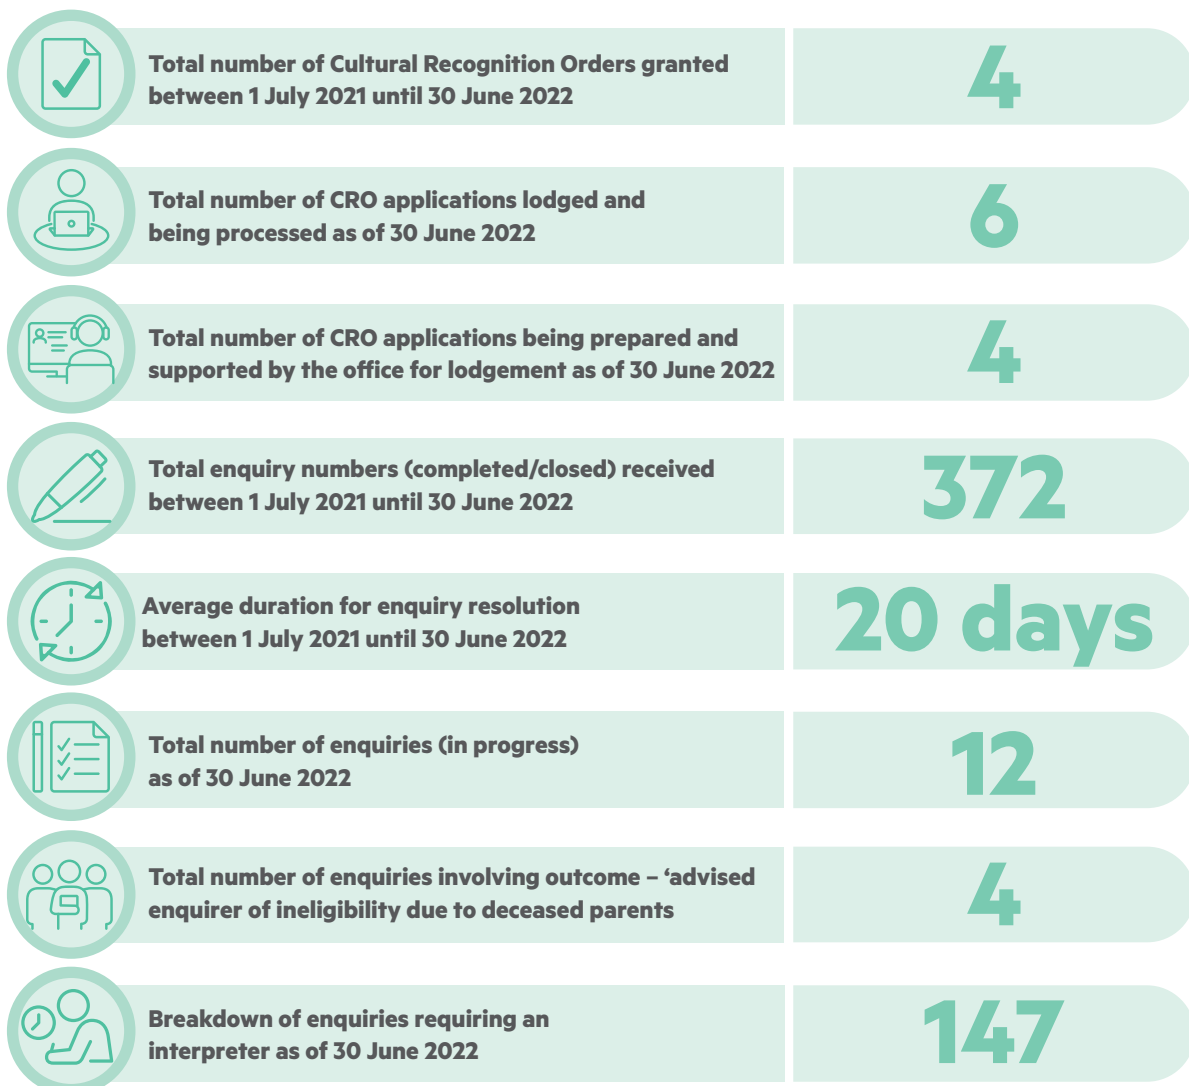 Total number of Cultural Recognition Orders granted
between 1 July 2021 until 30 June 2022
4
Total number of CRO applications lodged and
being processed as of 30 June 2022
6
Total number of CRO applications being prepared and
supported by the office for lodgement as of 30 June 2022
4
Total enquiry numbers (completed/closed) received
between 1 July 2021 until 30 June 2022
372
Average duration for enquiry resolution
between 1 July 2021 until 30 June 2022
20 days
Total number of enquiries (in progress)
as of 30 June 2022
12
Total number of enquiries involving outcome – ‘advised
enquirer of ineligibility due to deceased parents
4
Breakdown of enquiries requiring an
interpreter as of 30 June 2022
147